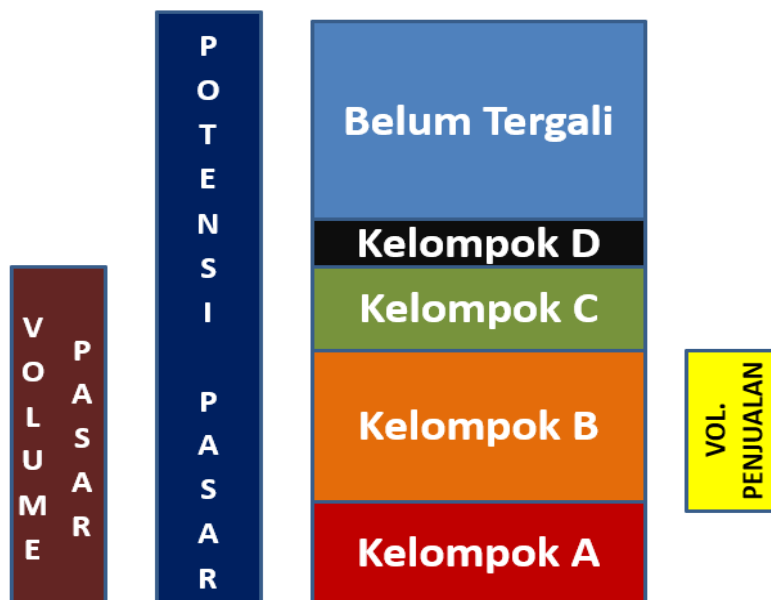 VOLUME
PASAR
POTENSI PASAR
Belum Tergali
Kelompok D
Kelompok C
Kelompok B
Kelompok A
VOL.
PENJUALAN